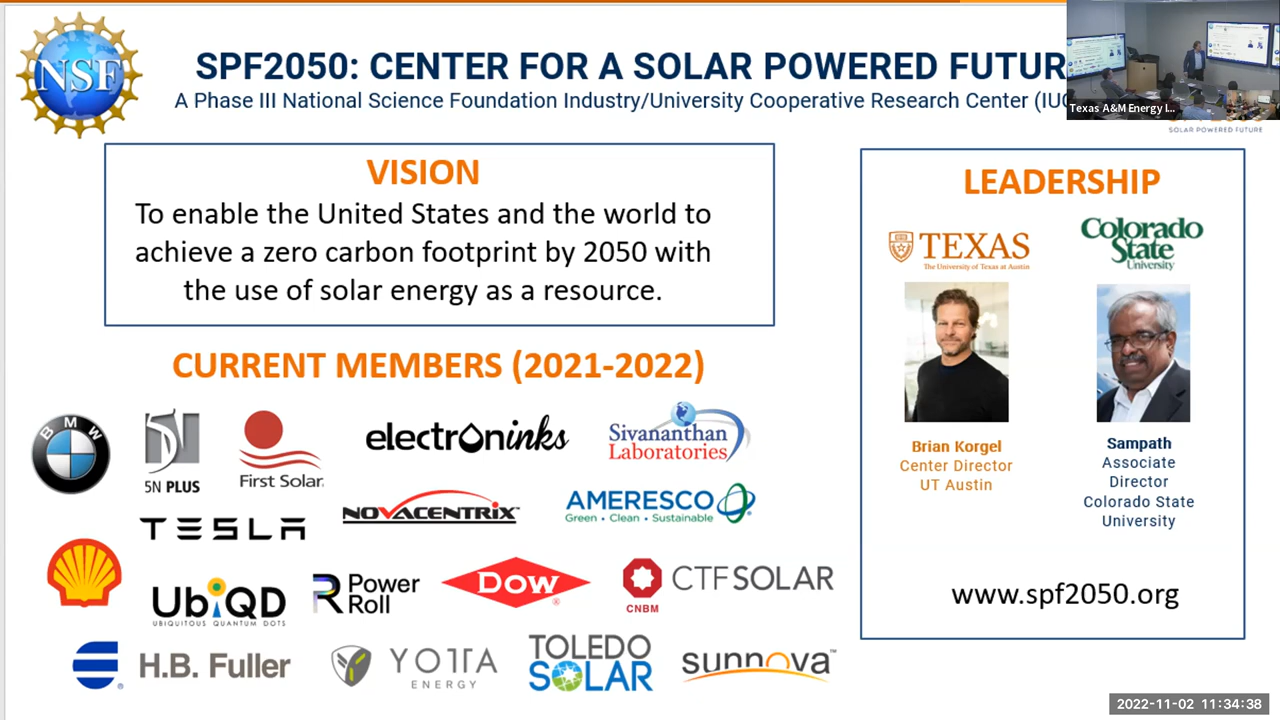 NSF
SPF2050: CENTER FOR A SOLAR POWERED FUTUR
A Phase III National Science Foundation Industry/University Cooperative Research Center (IUC
Texas A&M Energy I...
SOLAR POWERED FUTURE
VISION
To enable the United States and the world to
achieve a zero carbon footprint by 2050 with
the use of solar energy as a resource.
CURRENT MEMBERS (2021-2022)
BMW
5N
5N PLUS
First Solar
electroninks
Sivananthan
Laboratories
TESLA
NOVACENTRIX
AMERESCO
Green • Clean • Sustainable
UbiQD
UBIQUITOUS QUANTUM DOTS
Power
Roll
DOW
CNBM
CTF SOLAR
H.B. Fuller
YOTTA
ENERGY
TOLEDO
SOLAR
sunnova™
LEADERSHIP
TEXAS
The University of Texas at Austin
Colorado
State
University
Brian Korgel
Center Director
UT Austin
Sampath
Associate
Director
Colorado State
University
www.spf2050.org
2022-11-02 11:34:38